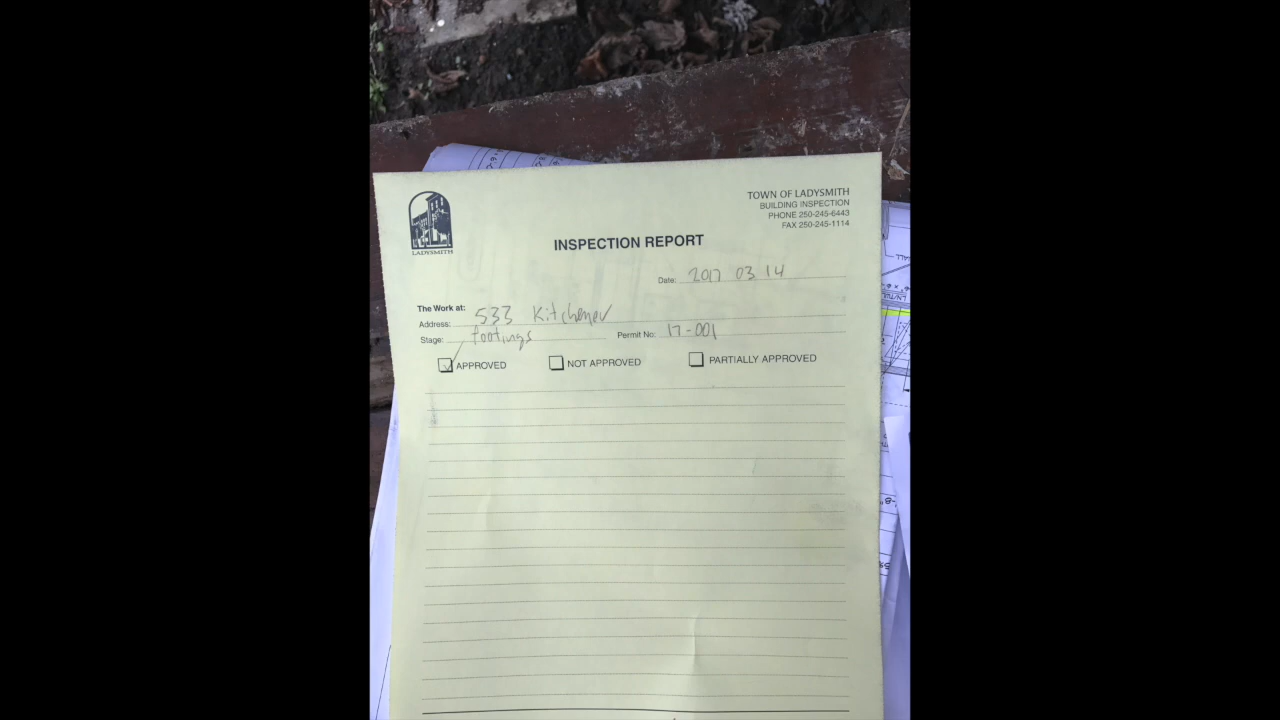 TOWN OF LADYSMITH
BUILDING INSPECTION
PHONE 250-245-6443
FAX 250-245-1114
LADYSMITH
INSPECTION REPORT
Date: 2017 03 14
The Work at:
Address: 533 Kitchener
Stage: footings Permit No: 17-001
APPROVED NOT APPROVED PARTIALLY APPROVED